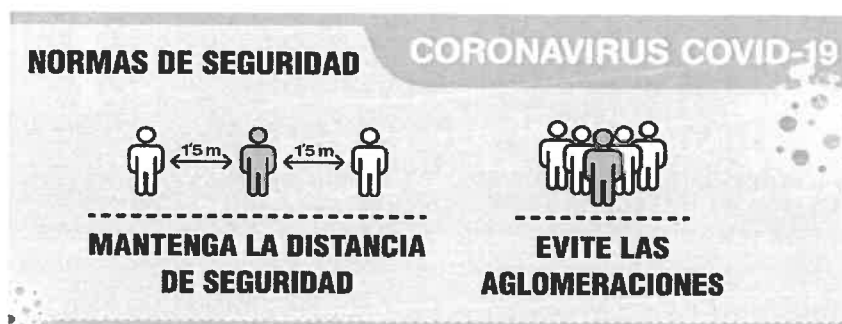 NORMAS DE SEGURIDAD
CORONAVIRUS COVID-19
1'5 m
1'5 m
MANTENGA LA DISTANCIA
DE SEGURIDAD
EVITE LAS
AGLOMERACIONES